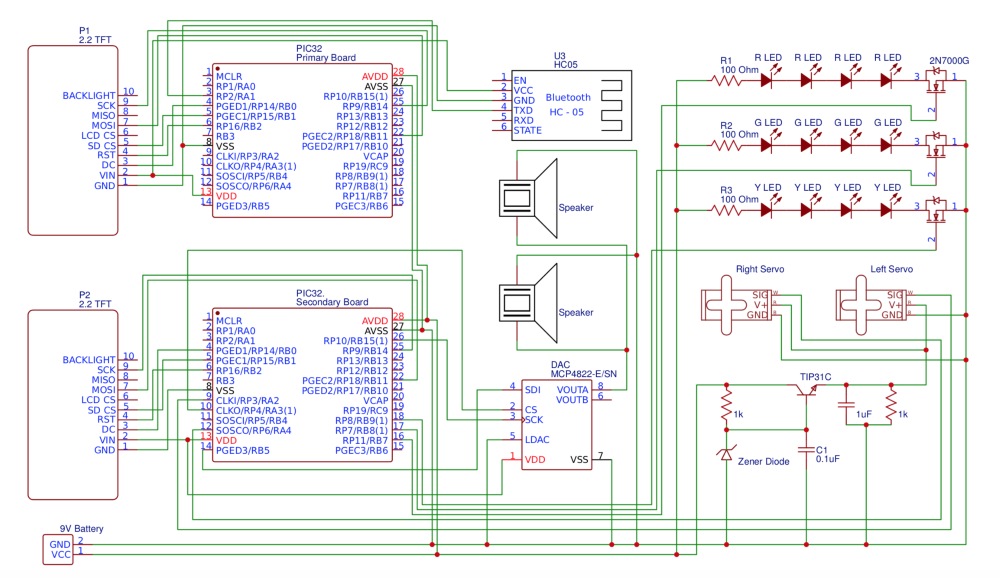 P1
2.2 TFT
BACKLIGHT 10
SCK 9
MISO 8
MOSI 7
LCD CS 6
SD CS 5
RST 4
DC 3
VIN 2
GND 1
PIC32
Primary Board
1 MCLR
2 RP1/RA0
3 RP2/RA1
4 PGED1/RP14/RB0
5 PGEC1/RP15/RB1
6 RP16/RB2
7 RB3
8 VSS
9 CLKI/RP3/RA2
10 CLKO/RP4/RA3(1)
11 SOSCI/RP5/RB4
12 SOSCO/RP6/RA4
13 VDD
14 PGED3/RB5
AVDD 28
AVSS 27
RP10/RB15(1) 26
RP9/RB14 25
RP13/RB13 24
RP12/RB12 23
PGEC2/RP18/RB11 22
PGED2/RP17/RB10 21
VCAP 20
RP19/RC9 19
RP8/RB9(1) 18
RP7/RB8(1) 17
RP11/RB7 16
PGEC3/RB6 15
U3
HC05
1 EN
2 VCC
3 GND
4 TXD
5 RXD
6 STATE
Bluetooth
HC - 05
R1
100 Ohm
R LED R LED R LED R LED
2N7000G
3 1
2
R2
100 Ohm
G LED G LED G LED G LED
3 1
2
R3
100 Ohm
Y LED Y LED Y LED Y LED
3 1
2
Speaker
Speaker
Right Servo
SIG W
V+ R
GND B
Left Servo
SIG W
V+ R
GND B
P2
2.2 TFT
BACKLIGHT 10
SCK 9
MISO 8
MOSI 7
LCD CS 6
SD CS 5
RST 4
DC 3
VIN 2
GND 1
PIC32.
Secondary Board
1 MCLR
2 RP1/RA0
3 RP2/RA1
4 PGED1/RP14/RB0
5 PGEC1/RP15/RB1
6 RP16/RB2
7 RB3
8 VSS
9 CLKI/RP3/RA2
10 CLKO/RP4/RA3(1)
11 SOSCI/RP5/RB4
12 SOSCO/RP6/RA4
13 VDD
14 PGED3/RB5
AVDD 28
AVSS 27
RP10/RB15(1) 26
RP9/RB14 25
RP13/RB13 24
RP12/RB12 23
PGEC2/RP18/RB11 22
PGED2/RP17/RB10 21
VCAP 20
RP19/RC9 19
RP8/RB9(1) 18
RP7/RB8(1) 17
RP11/RB7 16
PGEC3/RB6 15
DAC
MCP4822-E/SN
4 SDI
2 CS
3 SCK
5 LDAC
1 VDD
VOUTA 8
VOUTB 6
VSS 7
TIP31C
1k
1uF
1k
Zener Diode
C1
0.1uF
9V Battery
GND 2
VCC 1